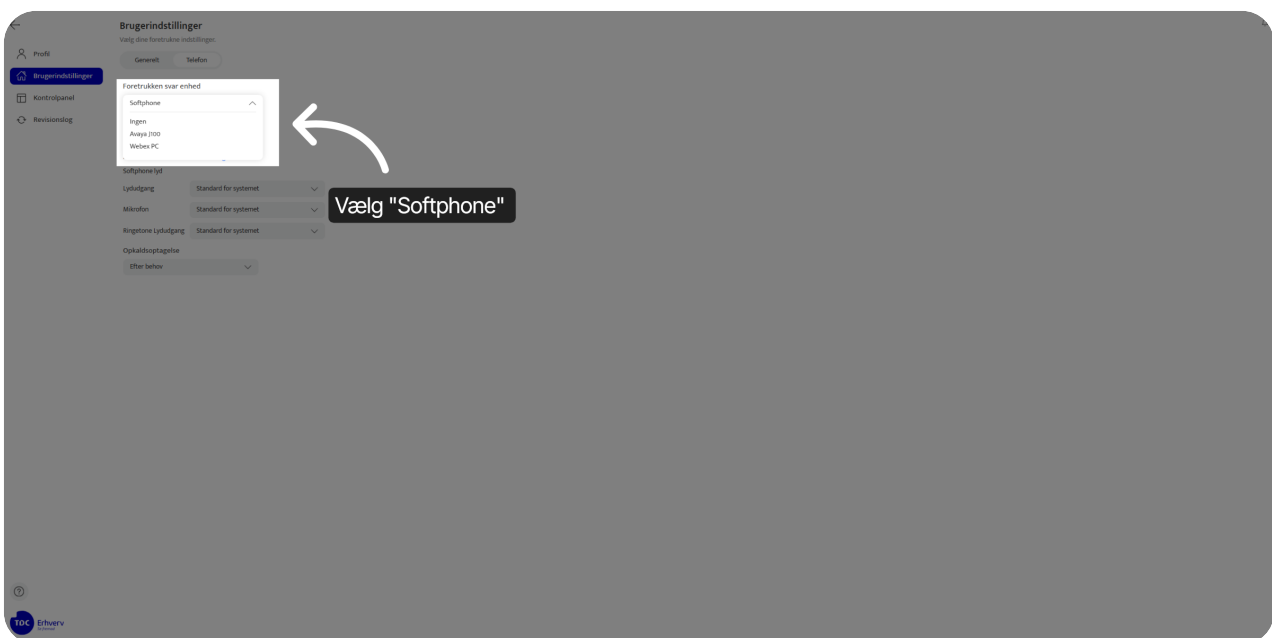 Brugerindstillinger
Vælg dine foretrukne indstillinger.
Profil
Brugerindstillinger
Kontrolpanel
Revisionslog
Generelt Telefon
Foretrukken svar enhed
Softphone
Ingen
Avaya J100
Webex PC
Softphone lyd
Lydudgang Standard for systemet
Mikrofon Standard for systemet
Ringetone Lydudgang Standard for systemet
Opkaldsoptagelse
Efter behov
Vælg "Softphone"
?
TDC Erhverv